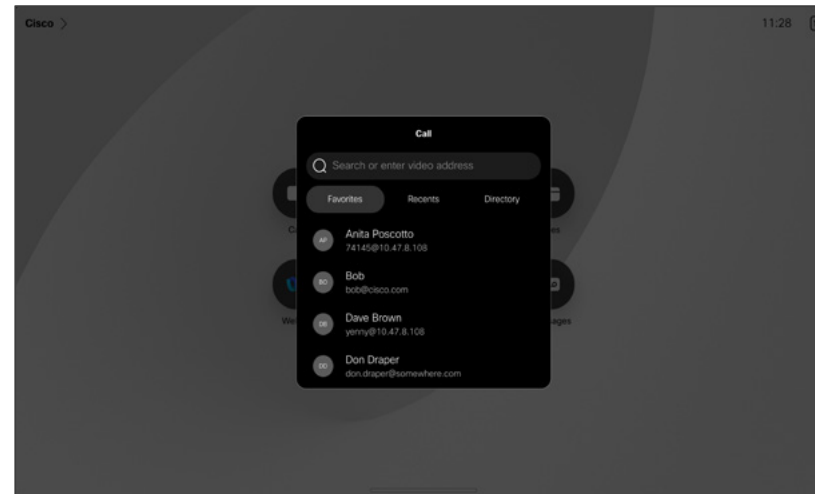 Cisco
11:28
Call
Search or enter video address
Favorites Recents Directory
AP
Anita Poscotto
74145@10.47.8.108
BO
Bob
bob@cisco.com
DB
Dave Brown
yenny@10.47.8.108
DD
Don Draper
don.draper@somewhere.com